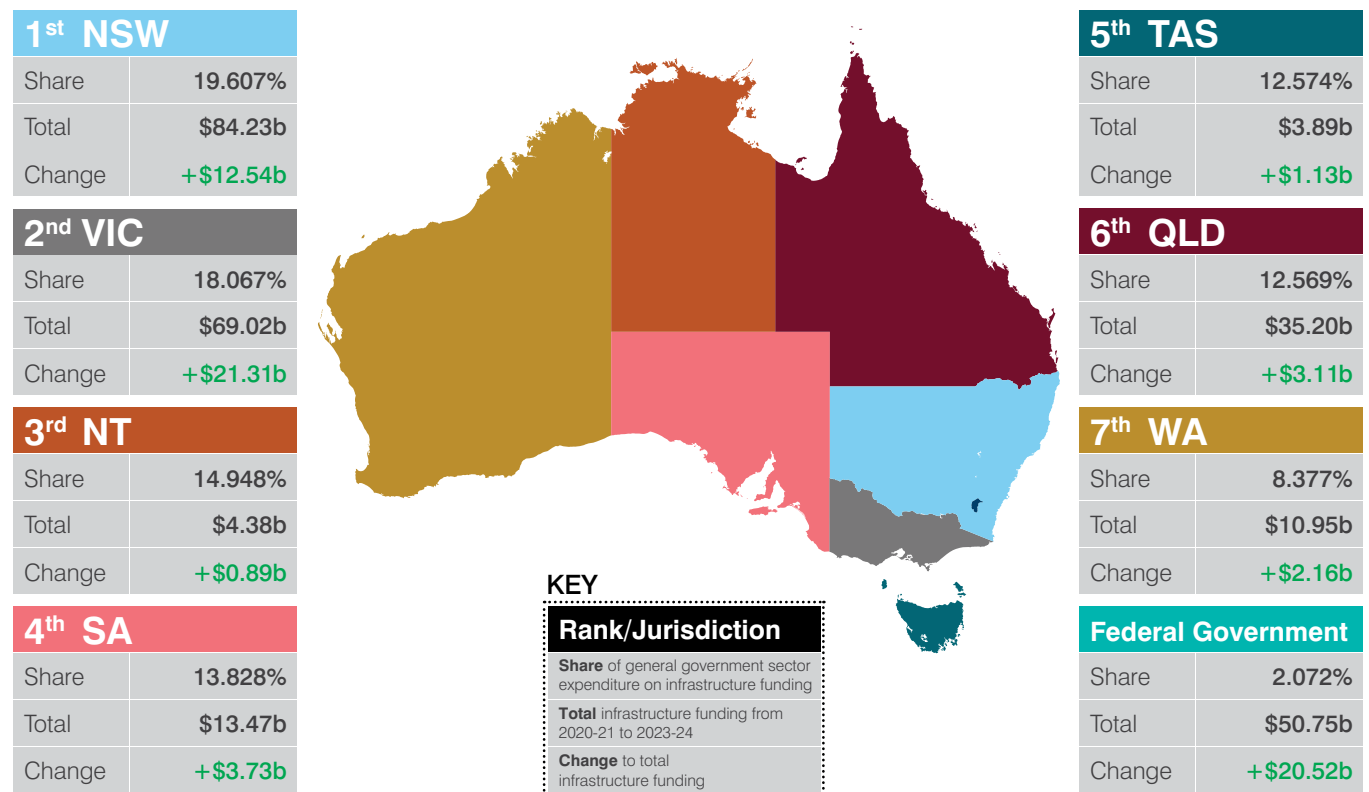 1st NSW
Share 19.607%
Total $84.23b
Change +$12.54b
2nd VIC
Share 18.067%
Total $69.02b
Change +$21.31b
3rd NT
Share 14.948%
Total $4.38b
Change +$0.89b
4th SA
Share 13.828%
Total $13.47b
Change +$3.73b
KEY
Rank/Jurisdiction
Share of general government sector
expenditure on infrastructure funding
Total infrastructure funding from
2020-21 to 2023-24
Change to total
infrastructure funding
5th TAS
Share 12.574%
Total $3.89b
Change +$1.13b
6th QLD
Share 12.569%
Total $35.20b
Change +$3.11b
7th WA
Share 8.377%
Total $10.95b
Change +$2.16b
Federal Government
Share 2.072%
Total $50.75b
Change +$20.52b